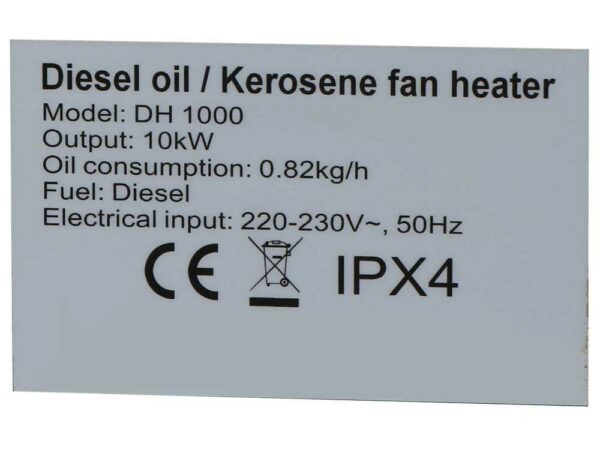 Diesel oil / Kerosene fan heater
Model: DH 1000
Output: 10kW
Oil consumption: 0.82kg/h
Fuel: Diesel
Electrical input: 220-230V~, 50Hz
CE IPX4